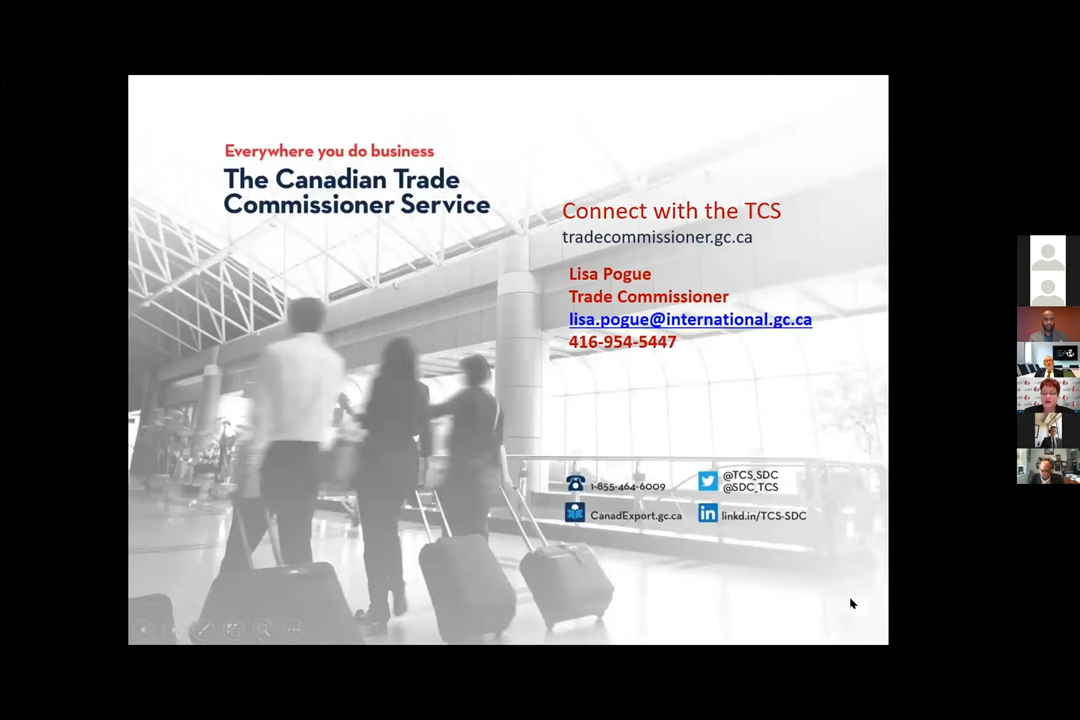 Everywhere you do business
The Canadian Trade
Commissioner Service
Connect with the TCS
tradecommissioner.gc.ca
Lisa Pogue
Trade Commissioner
lisa.pogue@international.gc.ca
416-954-5447
1-855-464-6009
@TCS_SDC
@SDC_TCS
CanadExport.gc.ca
in linkd.in/TCS-SDC